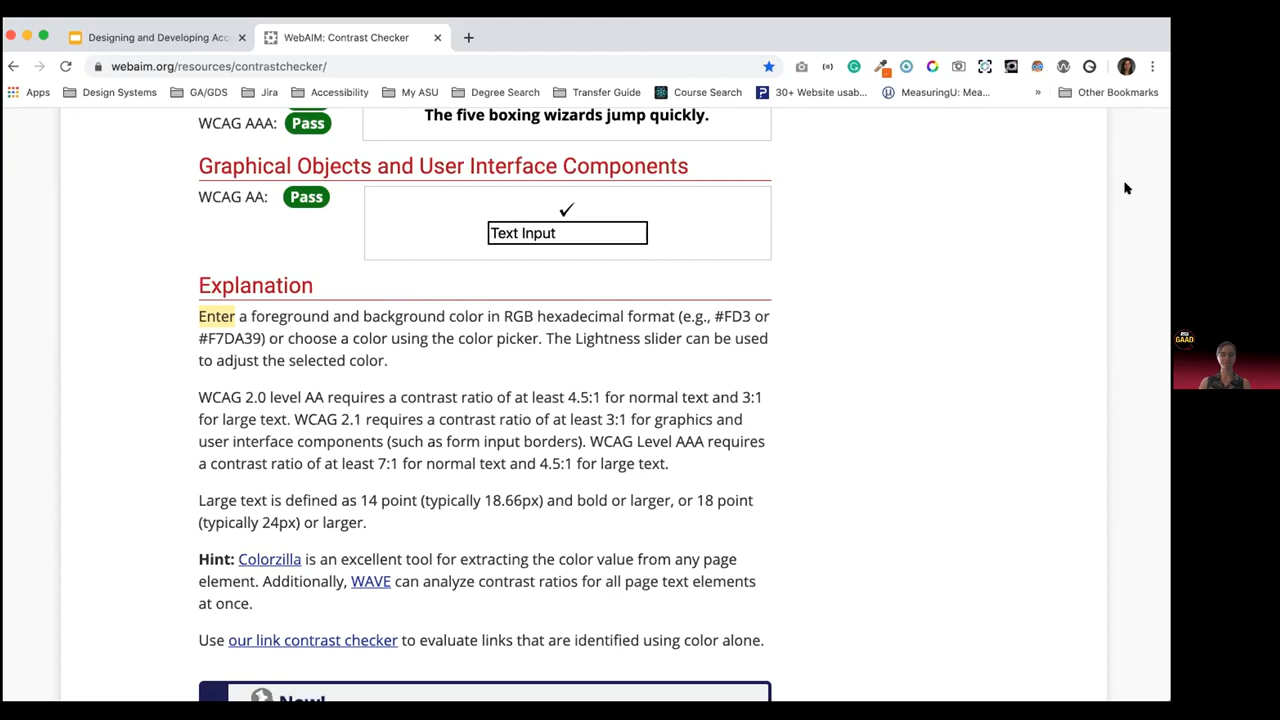 Designing and Developing Acc
WebAIM: Contrast Checker
webaim.org/resources/contrastchecker/
Apps Design Systems GA/GDS Jira Accessibility My ASU Degree Search Transfer Guide Course Search 30+ Website usab... MeasuringU: Mea... » Other Bookmarks
WCAG AAA: Pass
The five boxing wizards jump quickly.
Graphical Objects and User Interface Components
WCAG AA: Pass
Text Input
Explanation
Enter a foreground and background color in RGB hexadecimal format (e.g., #FD3 or
#F7DA39) or choose a color using the color picker. The Lightness slider can be used
to adjust the selected color.
WCAG 2.0 level AA requires a contrast ratio of at least 4.5:1 for normal text and 3:1
for large text. WCAG 2.1 requires a contrast ratio of at least 3:1 for graphics and
user interface components (such as form input borders). WCAG Level AAA requires
a contrast ratio of at least 7:1 for normal text and 4.5:1 for large text.
Large text is defined as 14 point (typically 18.66px) and bold or larger, or 18 point
(typically 24px) or larger.
Hint: Colorzilla is an excellent tool for extracting the color value from any page
element. Additionally, WAVE can analyze contrast ratios for all page text elements
at once.
Use our link contrast checker to evaluate links that are identified using color alone.
New!
GAAD